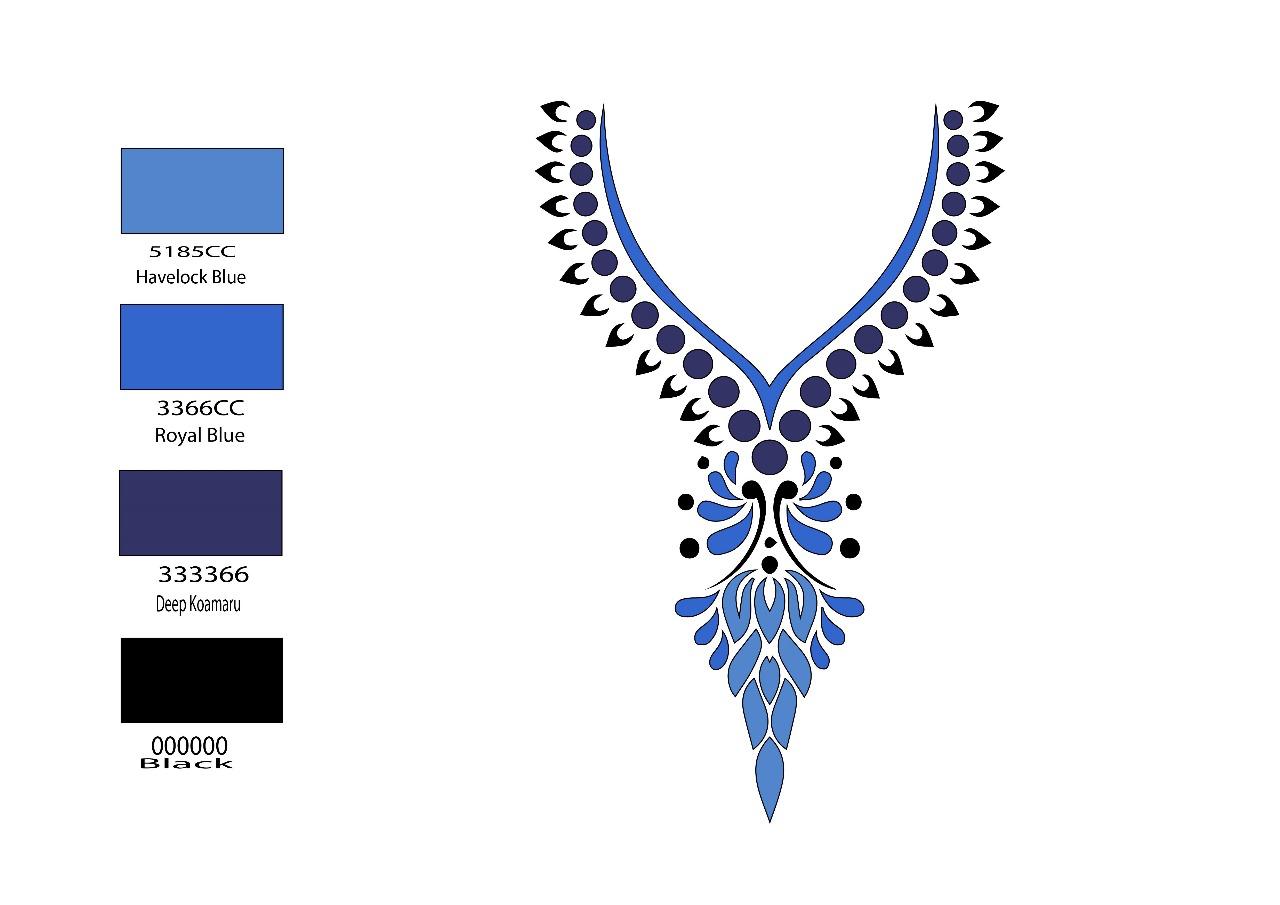 5185CC
Havelock Blue
3366CC
Royal Blue
333366
Deep Koamaru
000000
Black